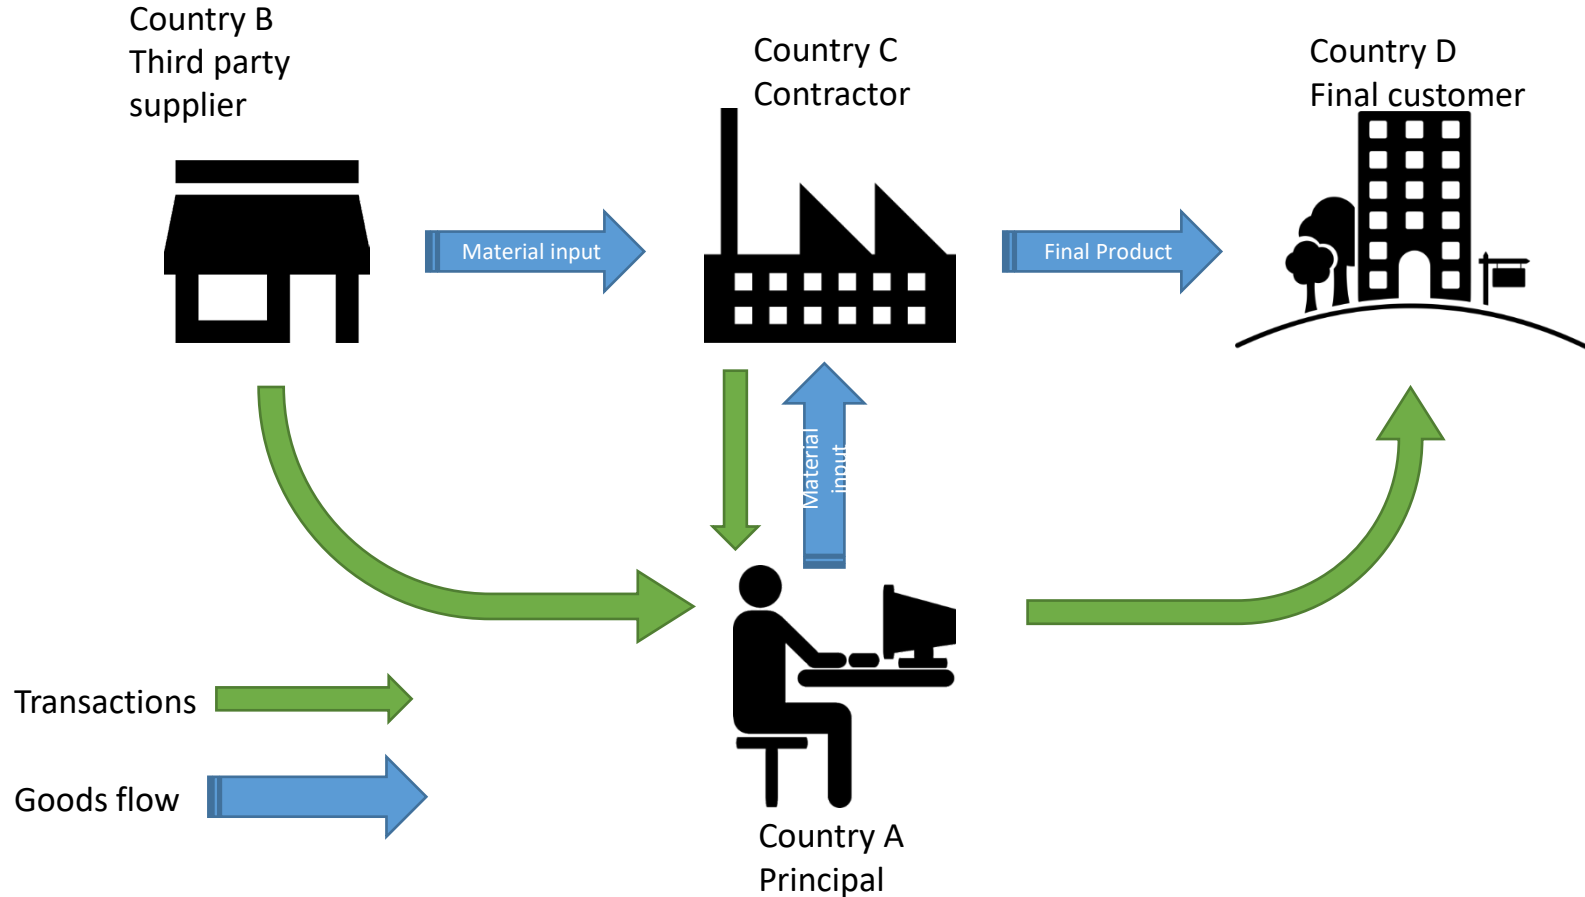 Country B
Third party
supplier
Country C
Contractor
Country D
Final customer
Material input
Final Product
Material
input
Transactions
Goods flow
Country A
Principal